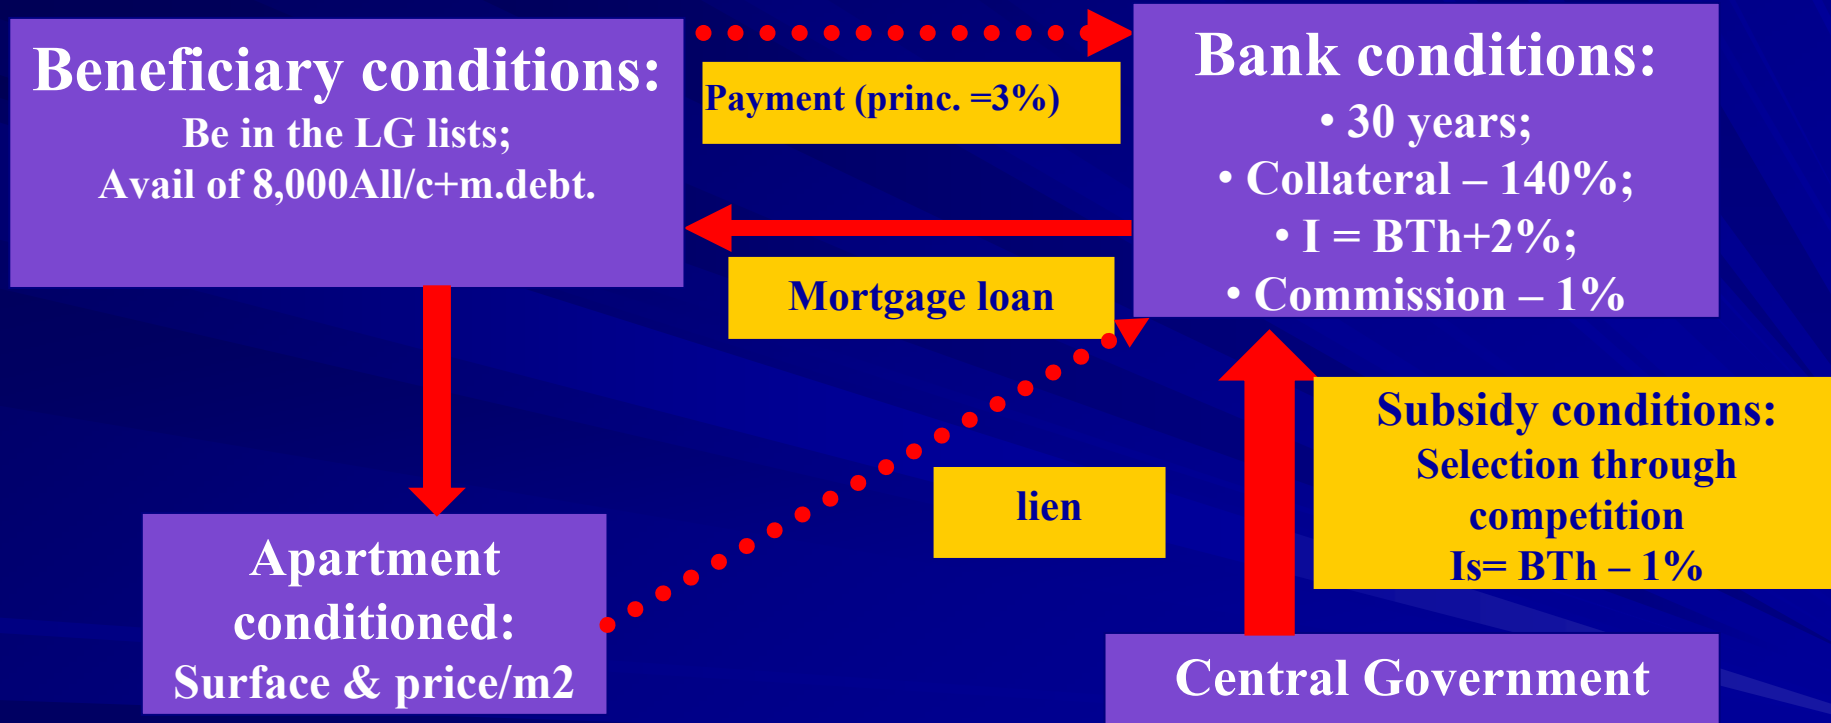 Beneficiary conditions:
Be in the LG lists;
Avail of 8,000All/c+m.debt.
Payment (princ. =3%)
Mortgage loan
Bank conditions:
• 30 years;
• Collateral – 140%;
• I = BTh+2%;
• Commission – 1%
Apartment
conditioned:
Surface & price/m2
lien
Subsidy conditions:
Selection through
competition
Is= BTh – 1%
Central Government